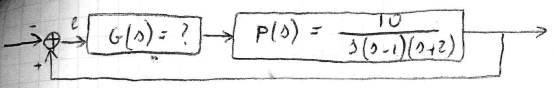 − e G(s) = ? P(s) = 10
+ s(s-1)(s+2)